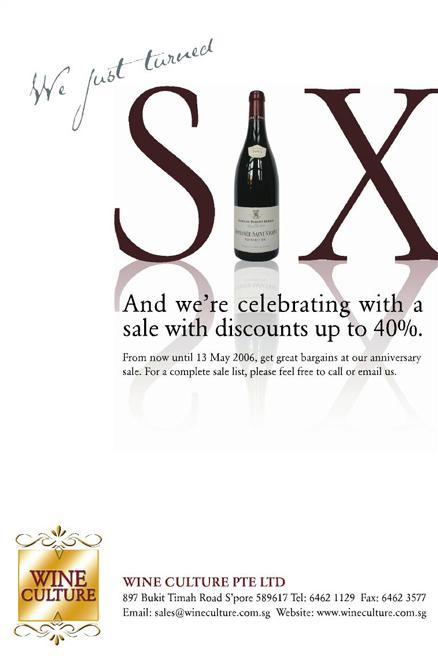 We just turned
SIX
And we're celebrating with a
sale with discounts up to 40%.
From now until 13 May 2006, get great bargains at our anniversary
sale. For a complete sale list, please feel free to call or email us.
WINE
CULTURE
WINE CULTURE PTE LTD
897 Bukit Timah Road S'pore 589617 Tel: 6462 1129 Fax: 6462 3577
Email: sales@wineculture.com.sg Website: www.wineculture.com.sg